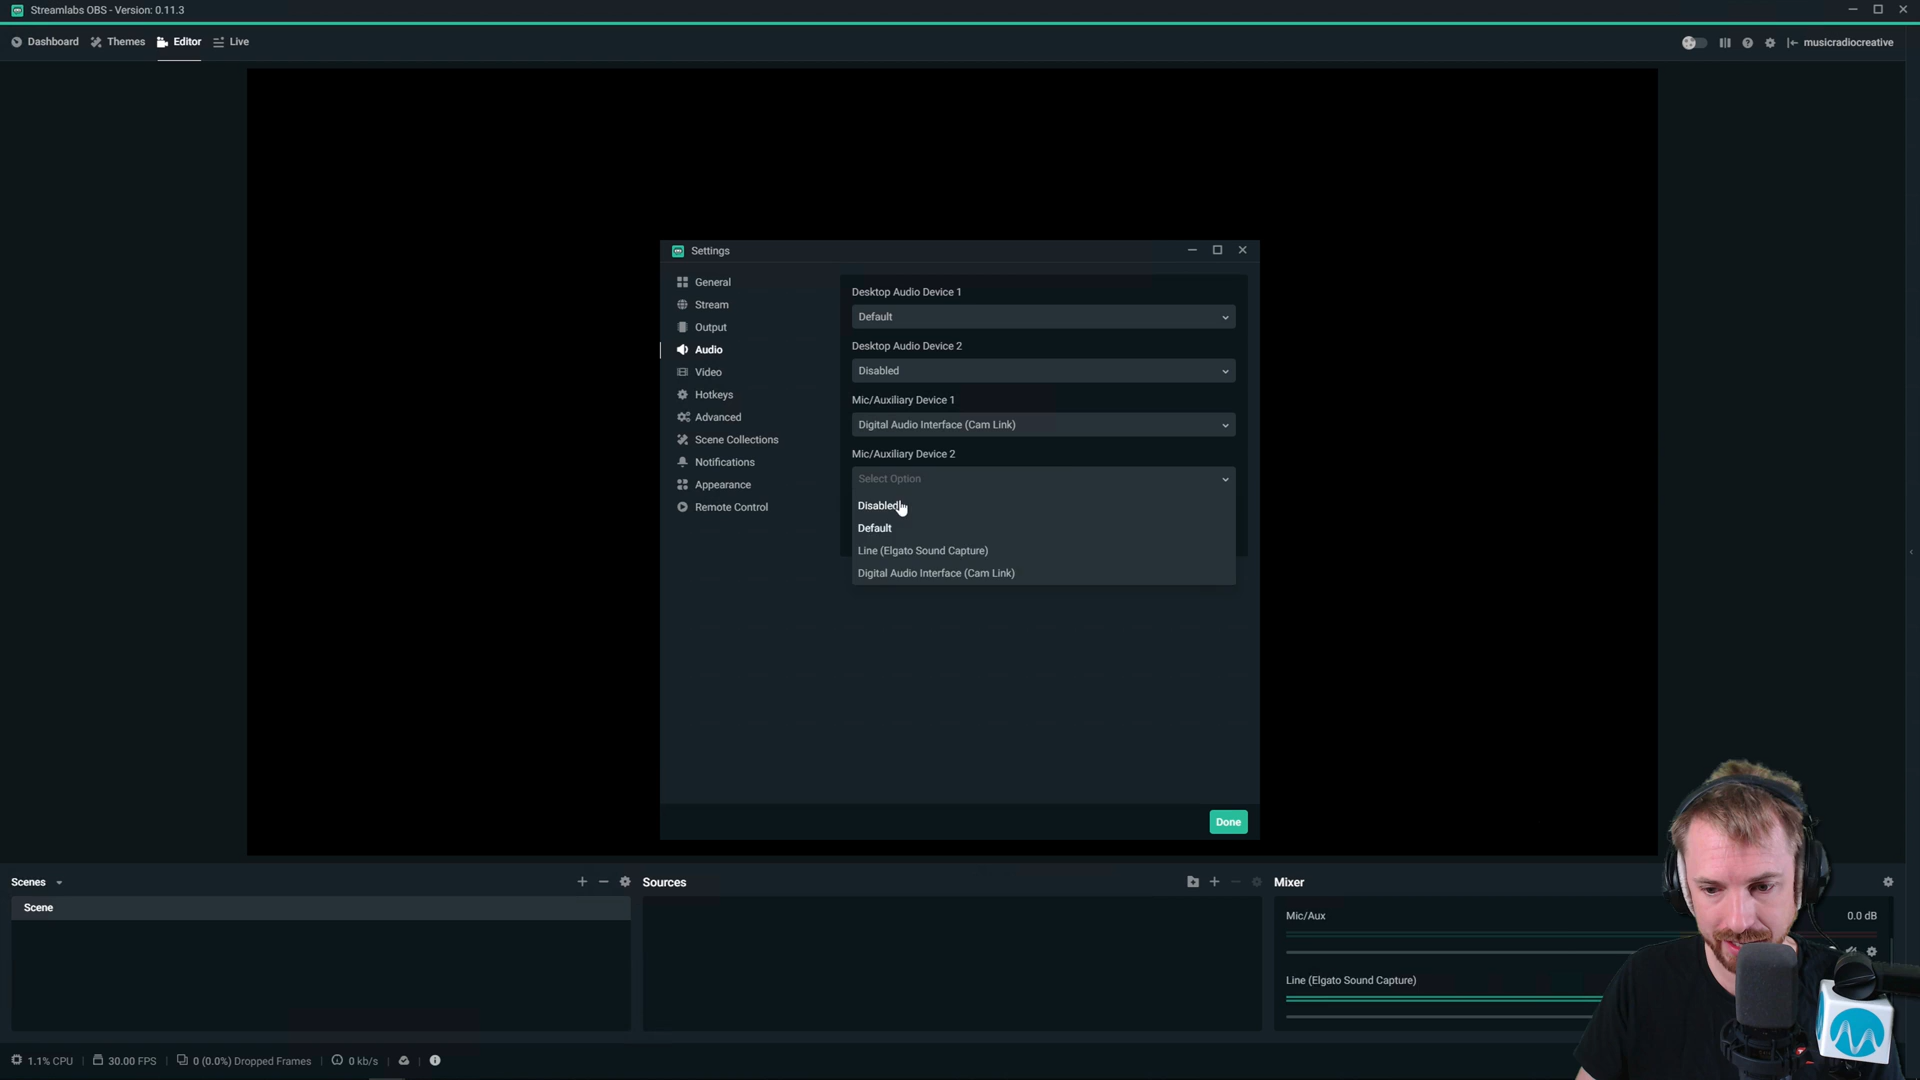 Streamlabs OBS - Version: 0.11.3
Dashboard
Themes
Editor
Live
musicradiocreative
Settings
General
Stream
Output
Audio
Video
Hotkeys
Advanced
Scene Collections
Notifications
Appearance
Remote Control
Desktop Audio Device 1
Default
Desktop Audio Device 2
Disabled
Mic/Auxiliary Device 1
Digital Audio Interface (Cam Link)
Mic/Auxiliary Device 2
Select Option
Disabled
Default
Line (Elgato Sound Capture)
Digital Audio Interface (Cam Link)
Done
Scenes
Scene
Sources
Mixer
Mic/Aux
0.0 dB
Line (Elgato Sound Capture)
1.1% CPU
30.00 FPS
0 (0.0%) Dropped Frames
0 kb/s